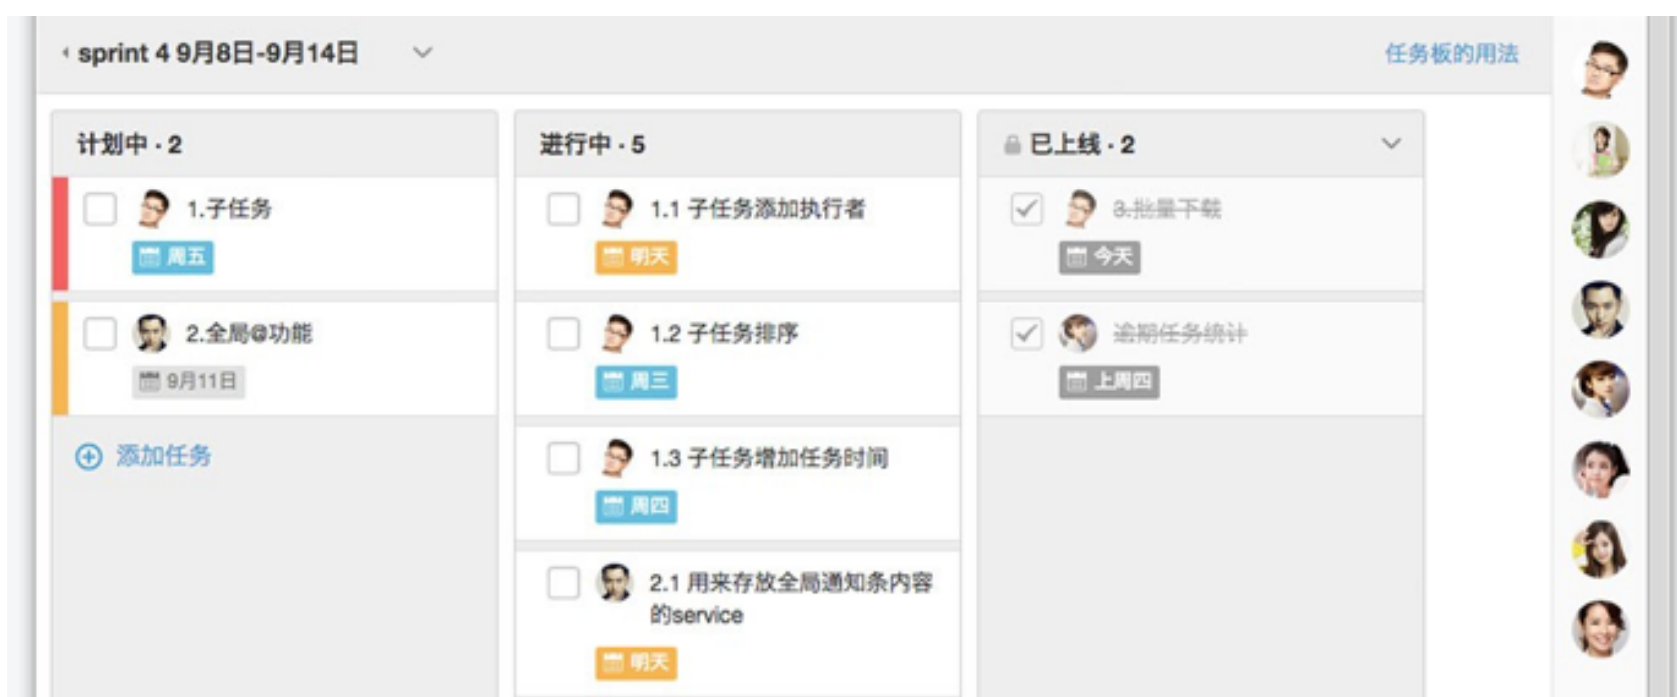 sprint 4 9月8日-9月14日
任务板的用法
计划中 · 2
1.子任务
周五
2.全局@功能
9月11日
添加任务
进行中 · 5
1.1 子任务添加执行者
明天
1.2 子任务排序
周三
1.3 子任务增加任务时间
周四
2.1 用来存放全局通知条内容
的service
明天
已上线 · 2
3.批量下载
今天
逾期任务统计
上周四